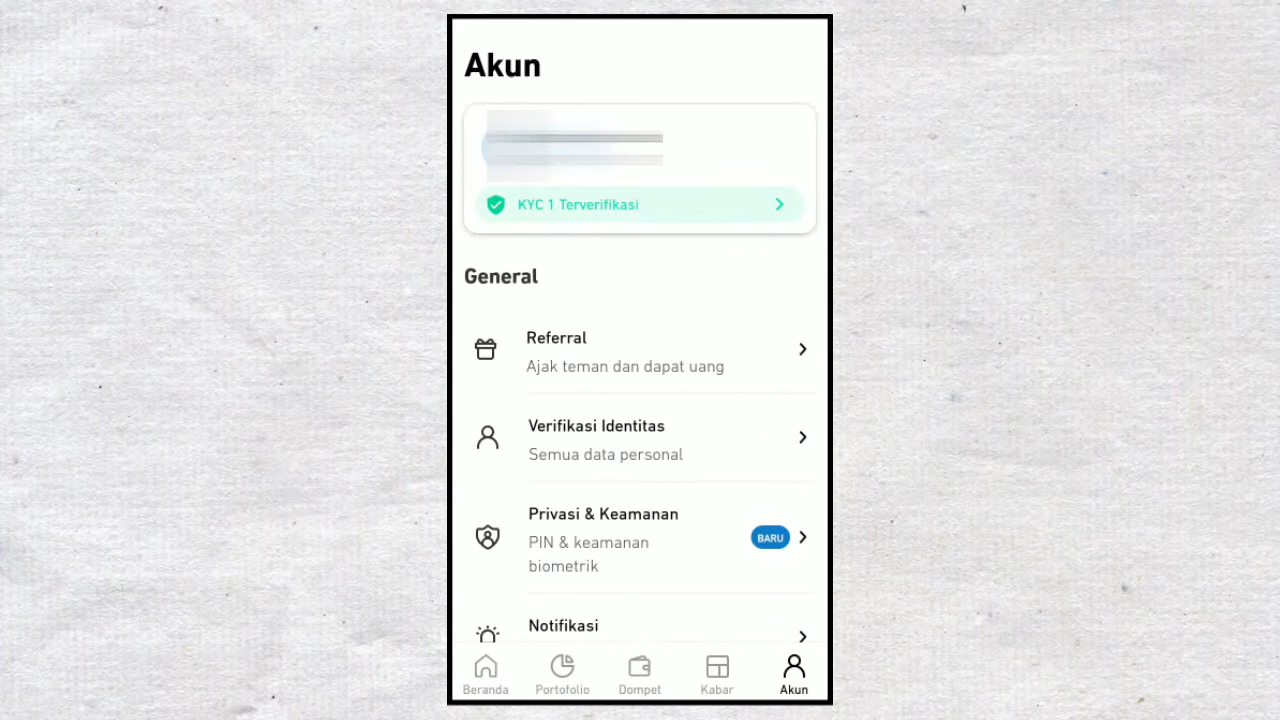 Akun
KYC 1 Terverifikasi
General
Referral
Ajak teman dan dapat uang
Verifikasi Identitas
Semua data personal
Privasi & Keamanan
PIN & keamanan
biometrik
BARU
Notifikasi
Beranda
Portofolio
Dompet
Kabar
Akun